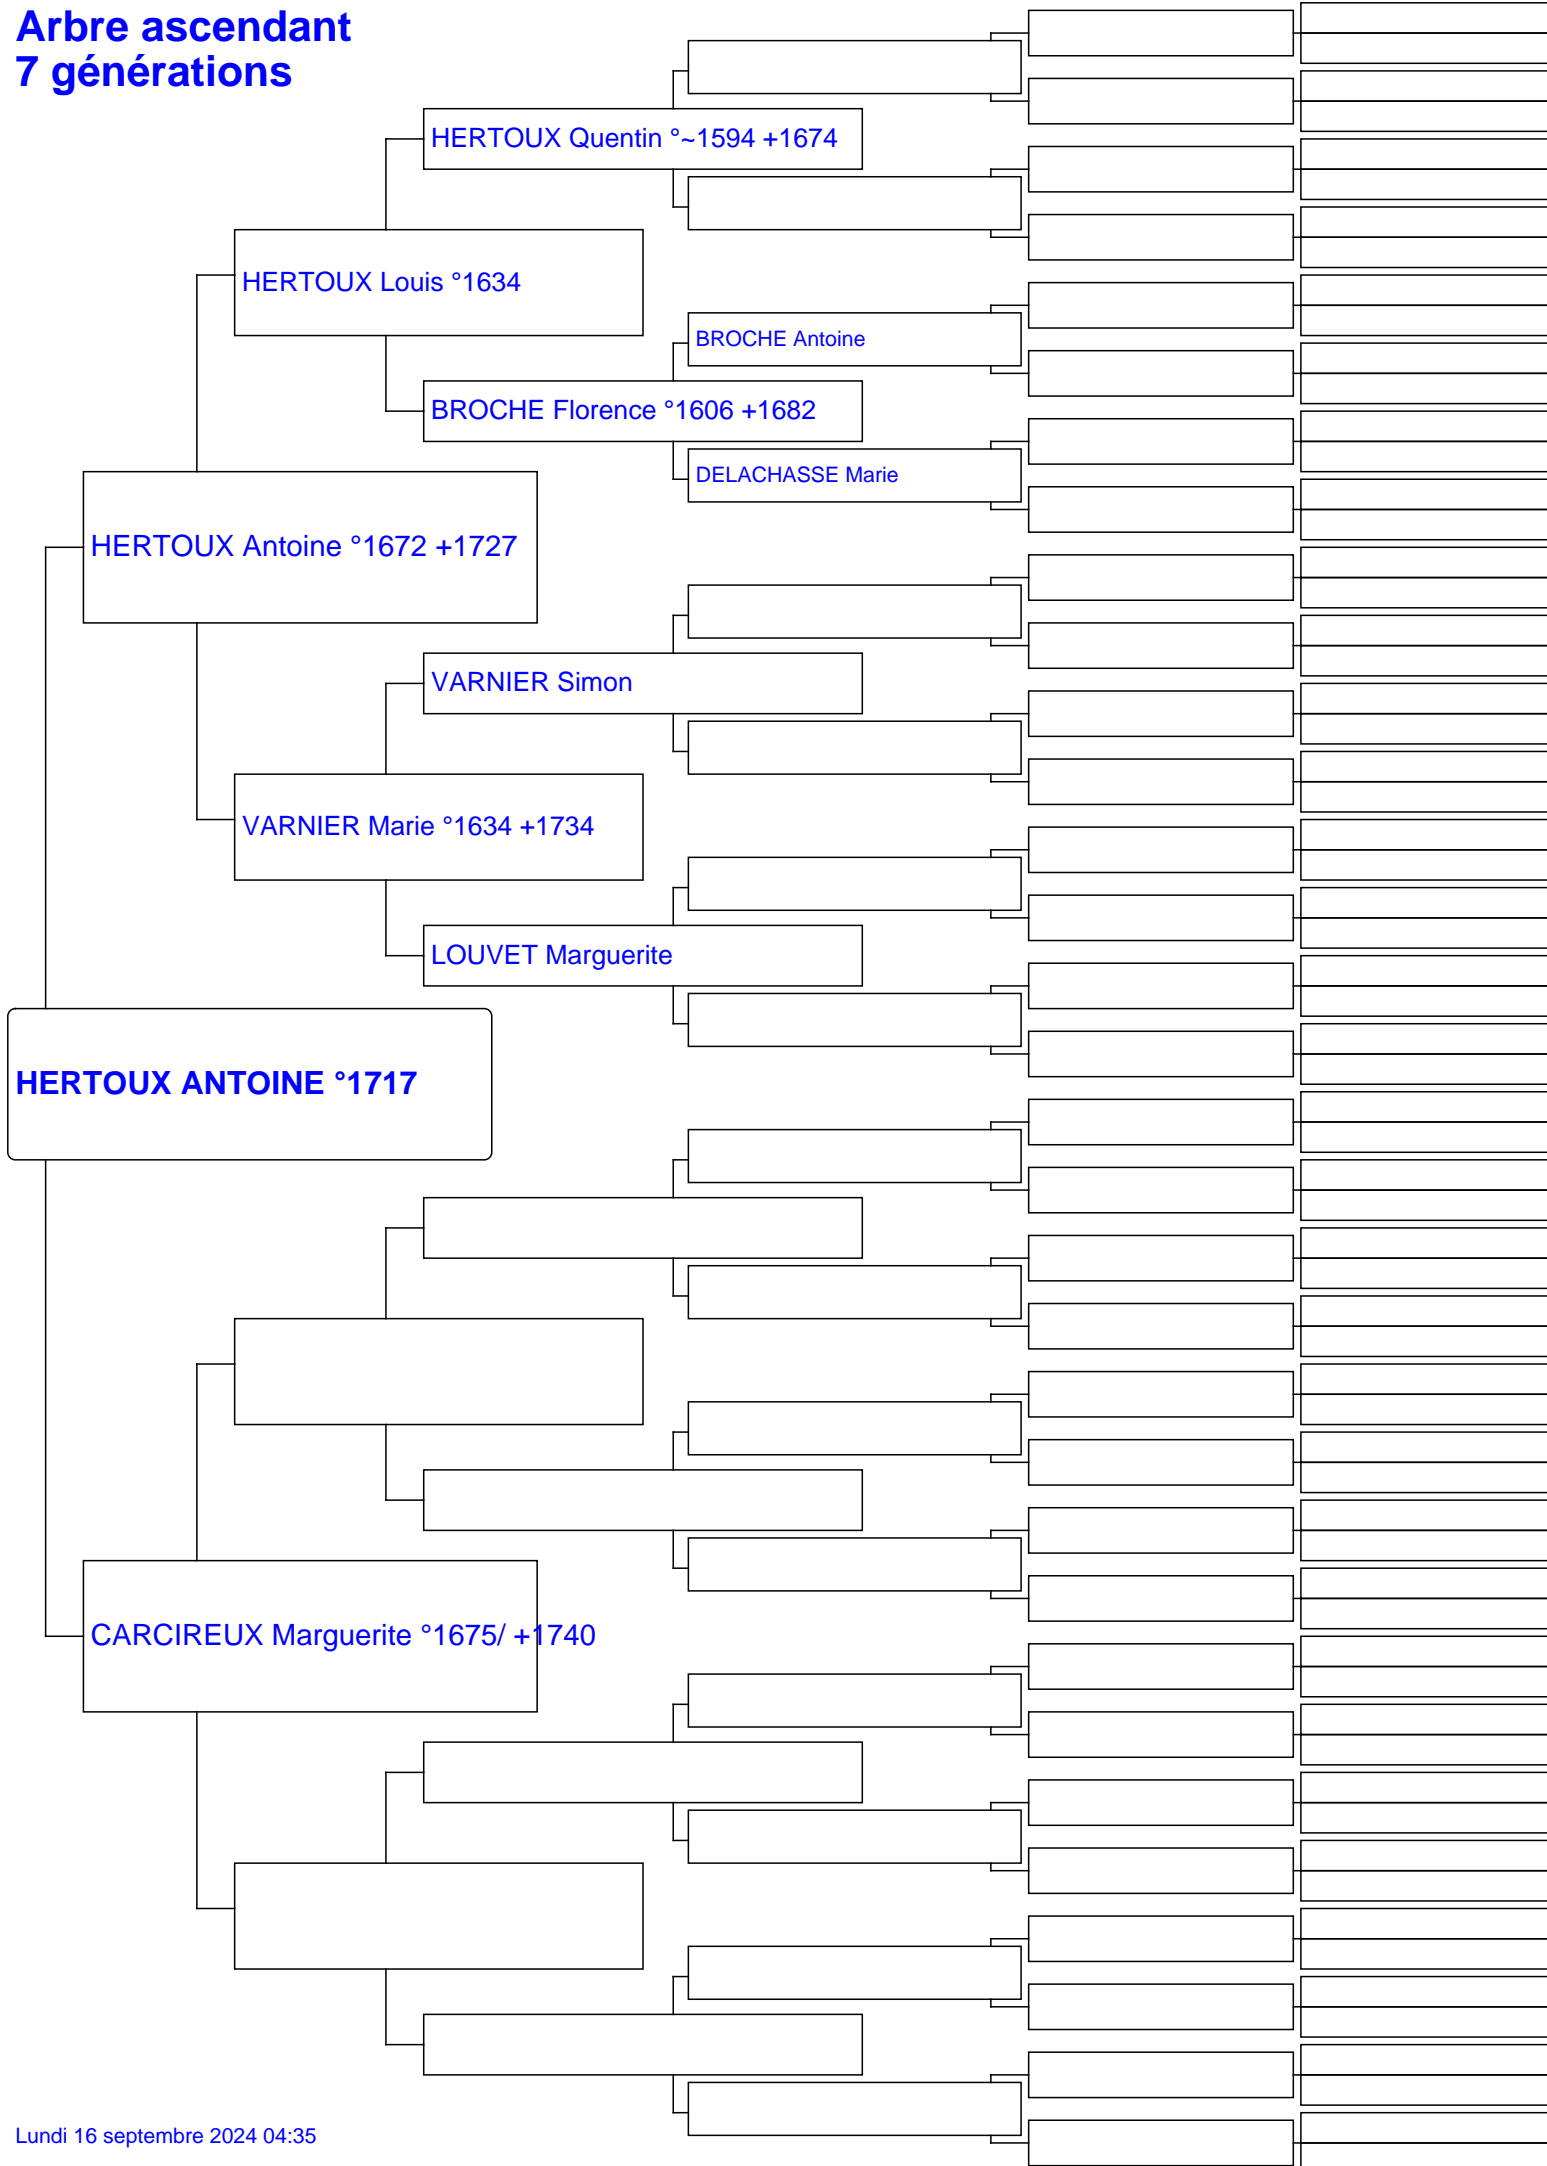 Arbre ascendant
7 générations
HERTOUX Quentin °~1594 +1674
HERTOUX Louis °1634
BROCHE Antoine
BROCHE Florence °1606 +1682
DELACHASSE Marie
HERTOUX Antoine °1672 +1727
VARNIER Simon
VARNIER Marie °1634 +1734
LOUVET Marguerite
HERTOUX ANTOINE °1717
CARCIREUX Marguerite °1675/ +1740
Lundi 16 septembre 2024 04:35